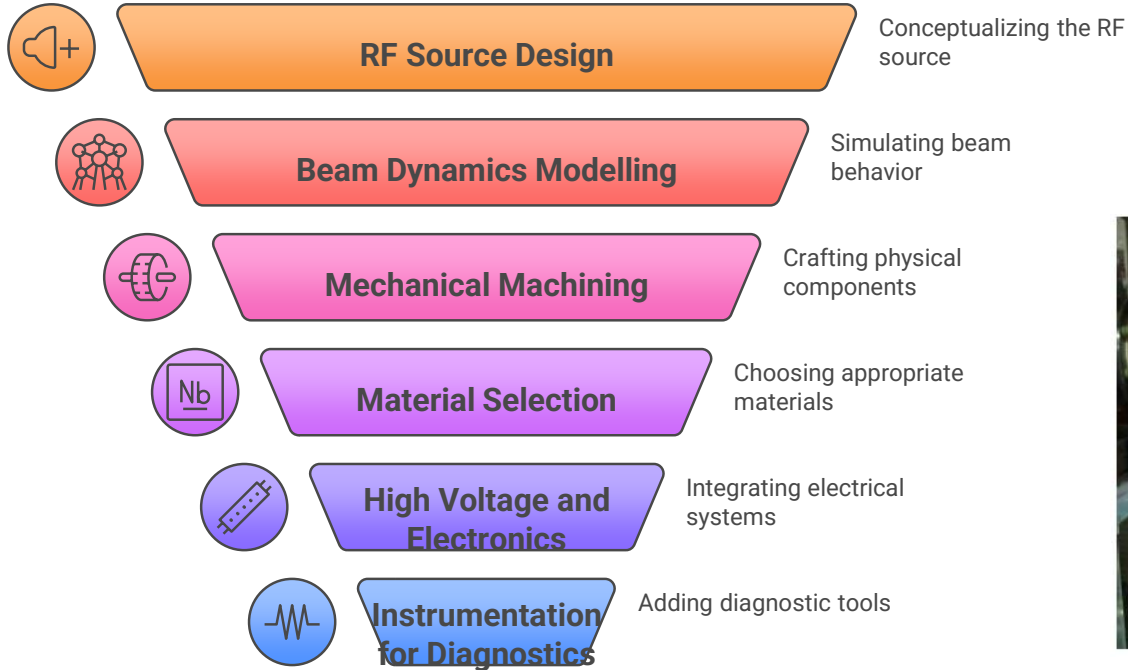 RF Source Design
Conceptualizing the RF
source
Beam Dynamics Modelling
Simulating beam
behavior
Mechanical Machining
Crafting physical
components
Nb
Material Selection
Choosing appropriate
materials
High Voltage and
Electronics
Integrating electrical
systems
Instrumentation
for Diagnostics
Adding diagnostic tools